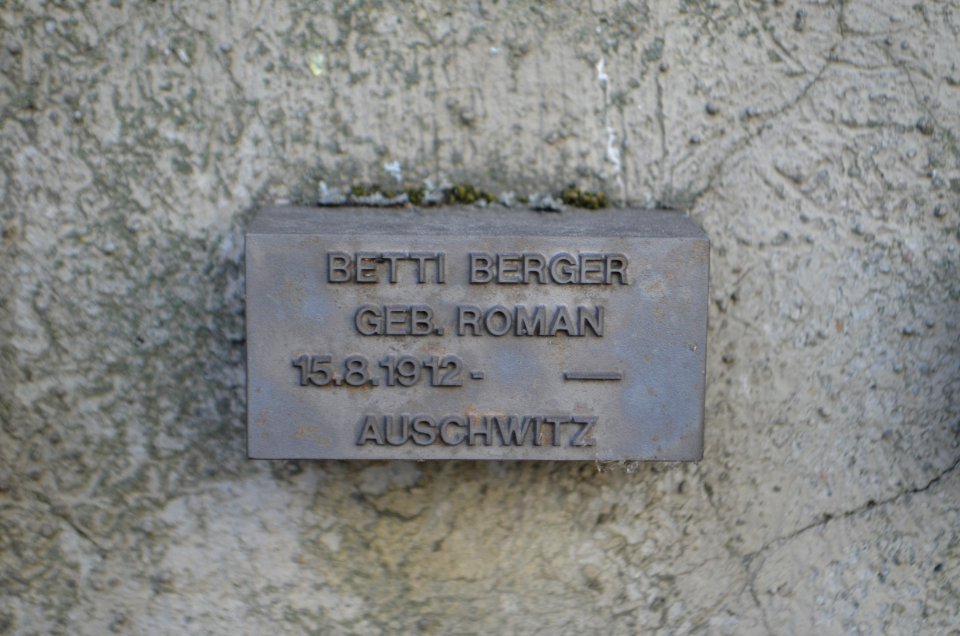 BETTI BERGER
GEB. ROMAN
15.8.1912 - —
AUSCHWITZ